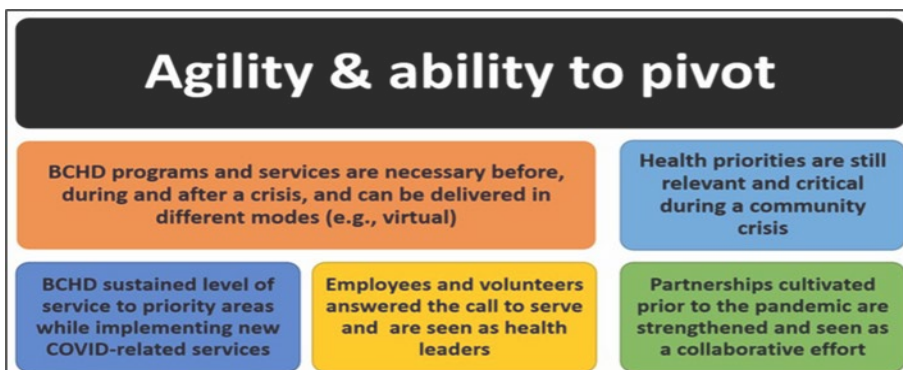 Agility & ability to pivot
BCHD programs and services are necessary before,
during and after a crisis, and can be delivered in
different modes (e.g., virtual)
Health priorities are still
relevant and critical
during a community
crisis
BCHD sustained level of
service to priority areas
while implementing new
COVID-related services
Employees and volunteers
answered the call to serve
and are seen as health
leaders
Partnerships cultivated
prior to the pandemic are
strengthened and seen as
a collaborative effort